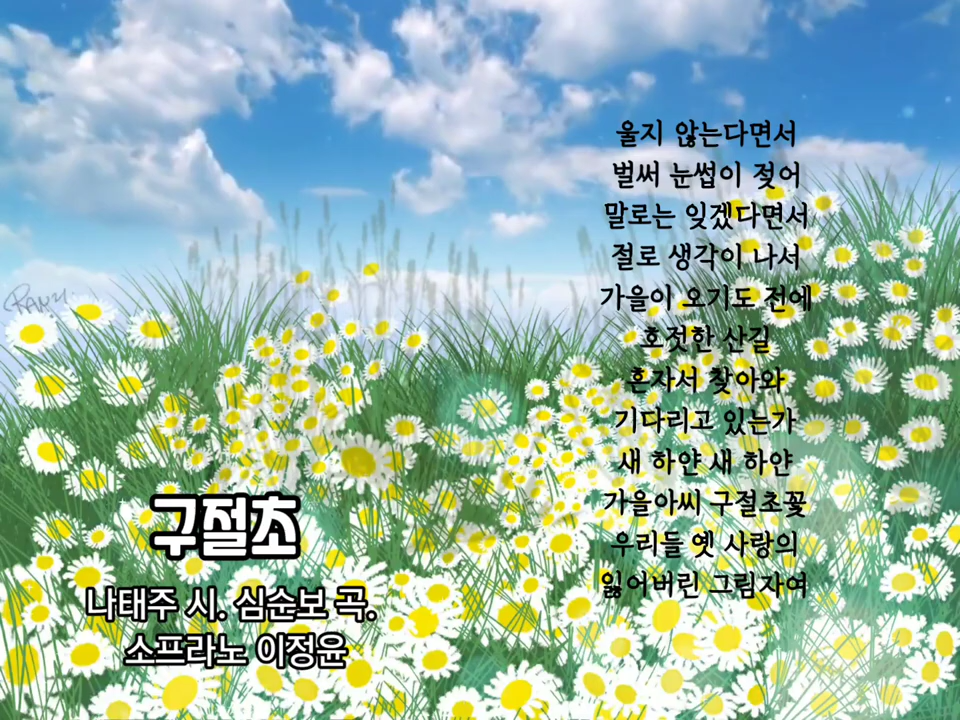 울지 않는다면서
벌써 눈썹이 젖어
말로는 잊겠다면서
절로 생각이 나서
가을이 오기도 전에
호젓한 산길
혼자서 찾아와
기다리고 있는가
새 하얀 새 하얀
가을아씨 구절초꽃
우리들 옛 사랑의
잃어버린 그림자여
구절초
나태주 시. 심순보 곡.
소프라노 이정윤